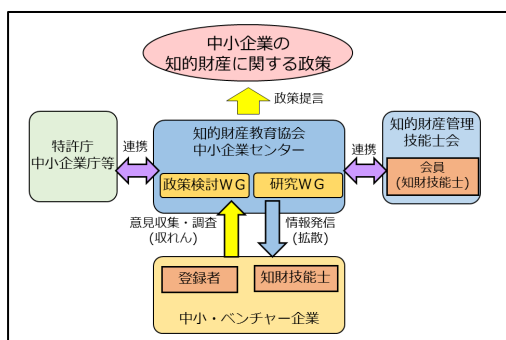 中小企業の
知的財産に関する政策
政策提言
特許庁
中小企業庁等
連携
知的財産教育協会
中小企業センター
政策検討WG
研究WG
連携
知的財産管理
技能士会
会員
(知財技能士)
意見収集・調査
(収れん)
情報発信
(拡散)
登録者
知財技能士
中小・ベンチャー企業